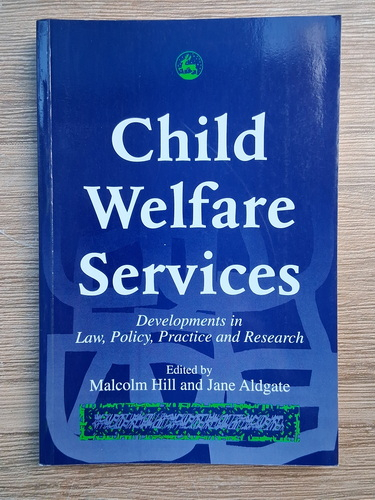 Child
Welfare
Services
Developments in
Law, Policy, Practice and Research
Edited by
Malcolm Hill and Jane Aldgate